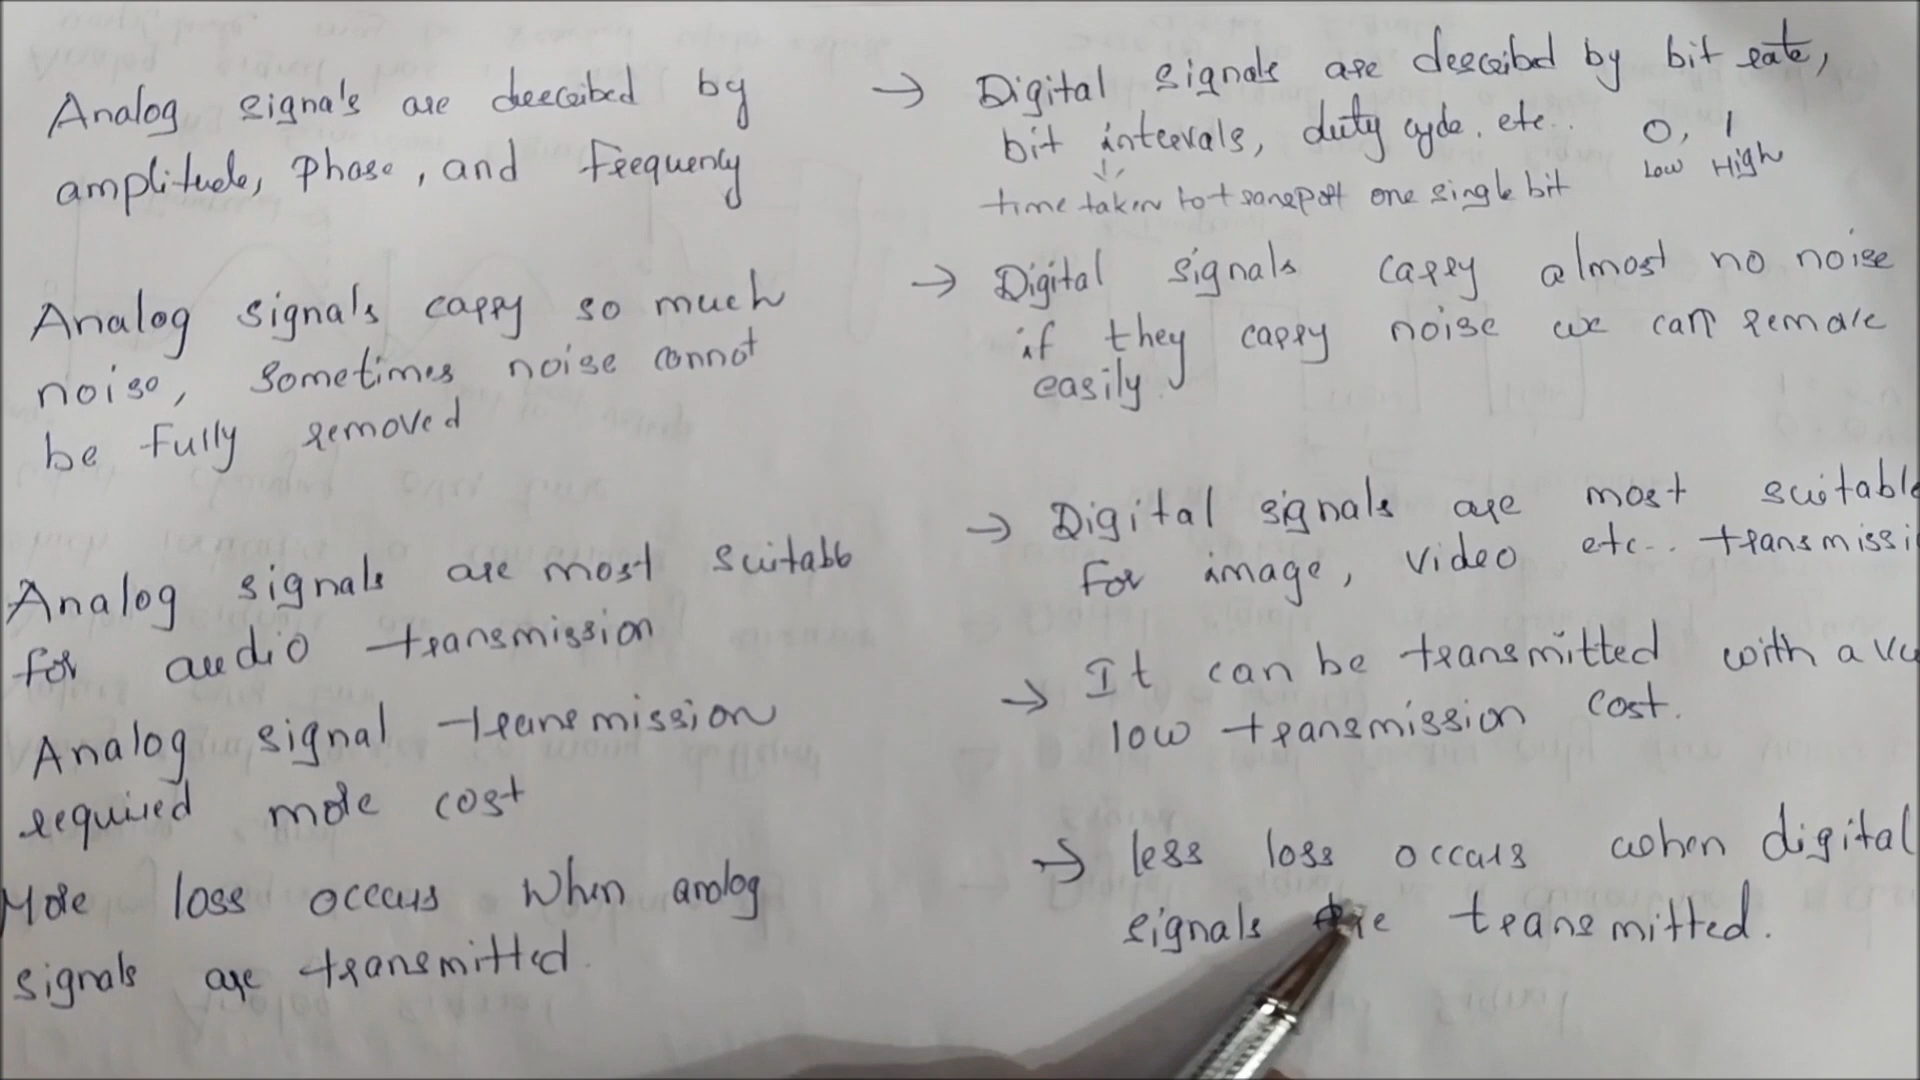 Analog signals are described by
amplitude, Phase, and frequency
Analog signals carry so much
noise, sometimes noise cannot
be fully removed
Analog signals are most suitable
for audio transmission
Analog signal transmission
required more cost
More loss occurs when analog
signals are transmitted
→ Digital signals are described by bit rate,
bit intervals, duty cycle, etc.. 0, 1
Low High
time taken to transport one single bit
→ Digital signals carry almost no noise
if they carry noise we can remove
easily.
→ Digital signals are most suitable
for image, video etc.. transmissi
→ It can be transmitted with a ve
low transmission cost.
→ less loss occurs when digital
signals are transmitted.